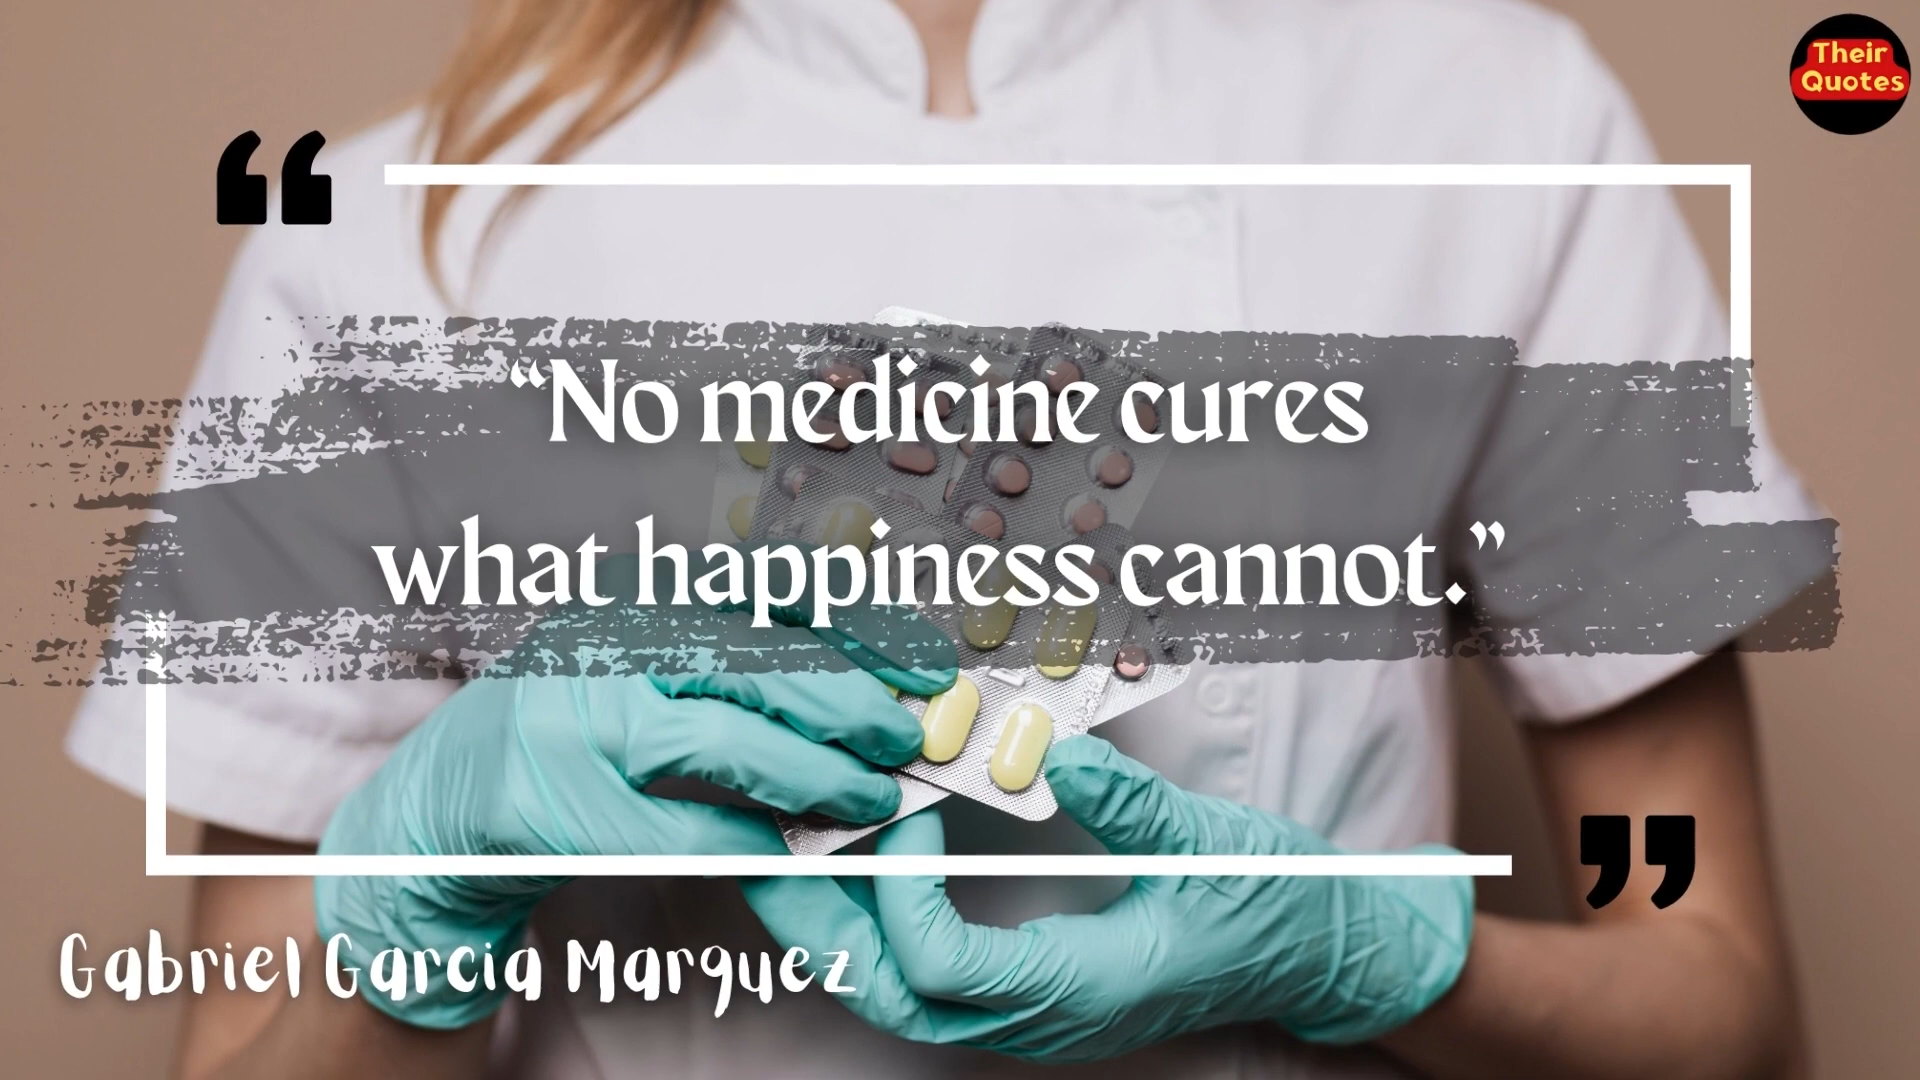 Their
Quotes
“No medicine cures
what happiness cannot.”
Gabriel Garcia Marquez